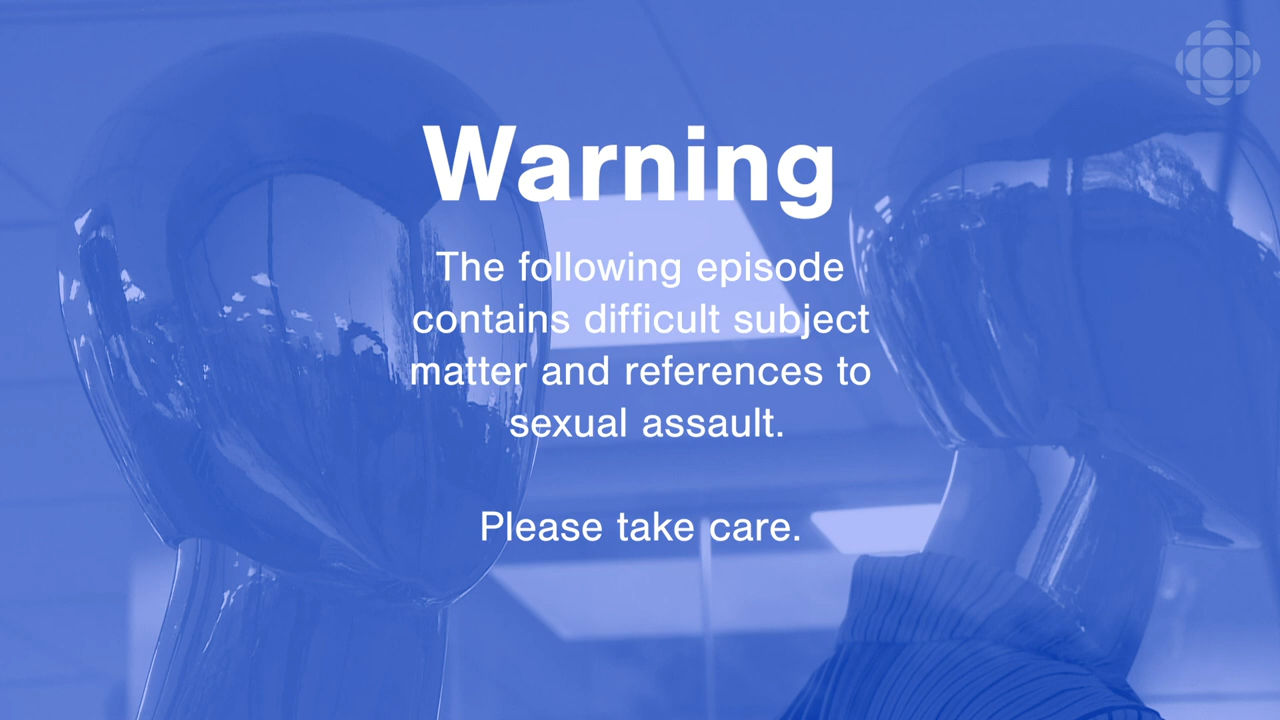 Warning
The following episode
contains difficult subject
matter and references to
sexual assault.
Please take care.